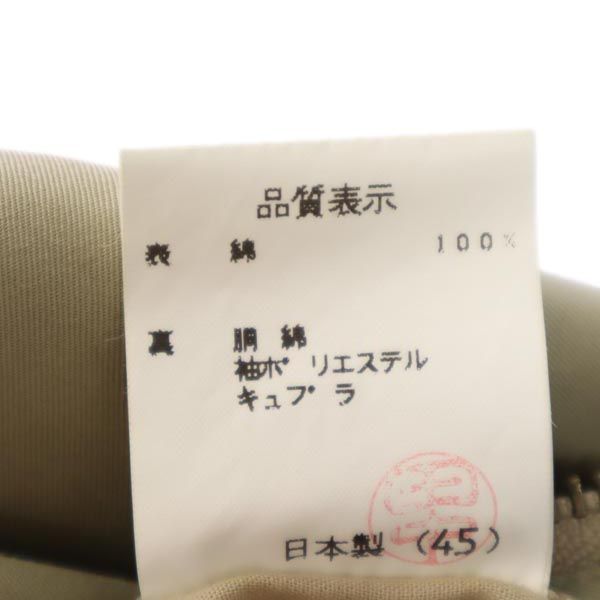 品質表示
表 綿 100%
裏 胴 綿
袖ポリエステル
キュプラ
日本製 (45)